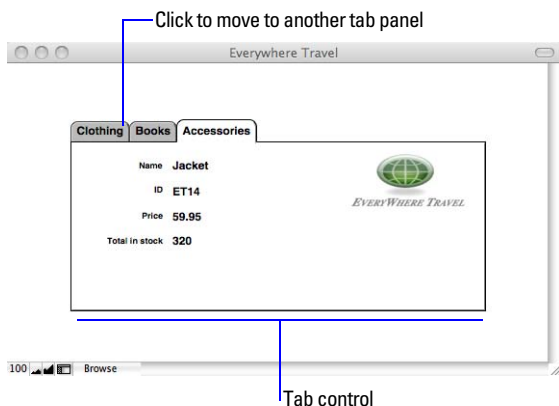 Click to move to another tab panel
Everywhere Travel
Clothing Books Accessories
Name Jacket
ID ET14
Price 59.95
Total in stock 320
EVERYWHERE TRAVEL
100 Browse
Tab control